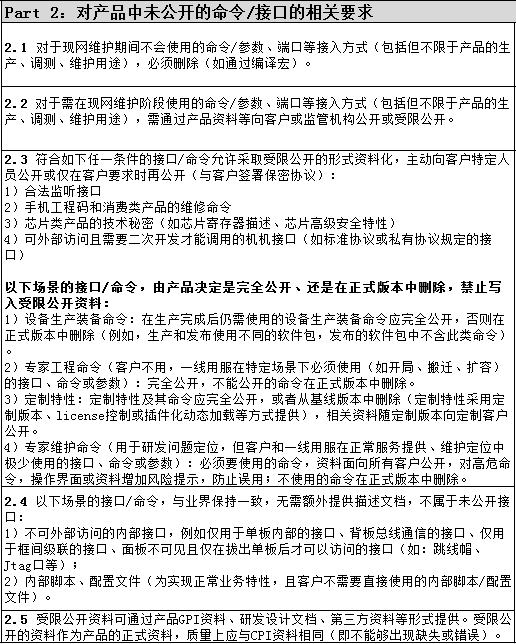 Part 2：对产品中未公开的命令/接口的相关要求
2.1 对于现网维护期间不会使用的命令/参数、端口等接入方式（包括但不限于产品的生
产、调测、维护用途），必须删除（如通过编译宏）。
2.2 对于需在现网维护阶段使用的命令/参数、端口等接入方式（包括但不限于产品的生
产、调测、维护用途），需通过产品资料等向客户或监管机构公开或受限公开。
2.3 符合如下任一条件的接口/命令允许采取受限公开的形式资料化，主动向客户特定人
员公开或仅在客户要求时再公开（与客户签署保密协议）：
1）合法监听接口
2）手机工程码和消费类产品的维修命令
3）芯片类产品的技术秘密（如芯片寄存器描述、芯片高级安全特性）
4）可外部访问且需要二次开发才能调用的机机接口（如标准协议或私有协议规定的接
口）
以下场景的接口/命令，由产品决定是完全公开、还是在正式版本中删除，禁止写
入受限公开资料：
1）设备生产装备命令：在生产完成后仍需使用的设备生产装备命令应完全公开，否则在
正式版本中删除（例如，生产和发布使用不同的软件包，发布的软件包中不含此类命令）
。
2）专家工程命令（客户不用，一线用服在特定场景下必须使用（如开局、搬迁、扩容）
的接口、命令或参数）：完全公开，不能公开的命令在正式版本中删除。
3）定制特性：定制特性及其命令应完全公开，或者从基线版本中删除（定制特性采用定
制版本、license控制或插件化动态加载等方式提供），相关资料随定制版本向定制客户
公开。
4）专家维护命令（用于研发问题定位，但客户和一线用服在正常服务提供、维护定位中
极少使用的接口、命令或参数）：必须要使用的命令，资料面向所有客户公开，对高危命
令，操作界面或资料增加风险提示，防止误用；不使用的命令在正式版本中删除。
2.4 以下场景的接口/命令，与业界保持一致，无需额外提供描述文档，不属于未公开接
口：
1）不可外部访问的内部接口，例如仅用于单板内部的接口、背板总线通信的接口、仅用
于框间级联的接口、面板不可见且仅在拔出单板后才可以访问的接口（如：跳线帽、
Jtag口等）；
2）内部脚本、配置文件（为实现正常业务特性，且客户不需要直接使用的内部脚本/配置
文件）。
2.5 受限公开资料可通过产品GPI资料、研发设计文档、第三方资料等形式提供。受限公
开的资料作为产品的正式资料，质量上应与CPI资料相同（即不能够出现缺失或错误）。